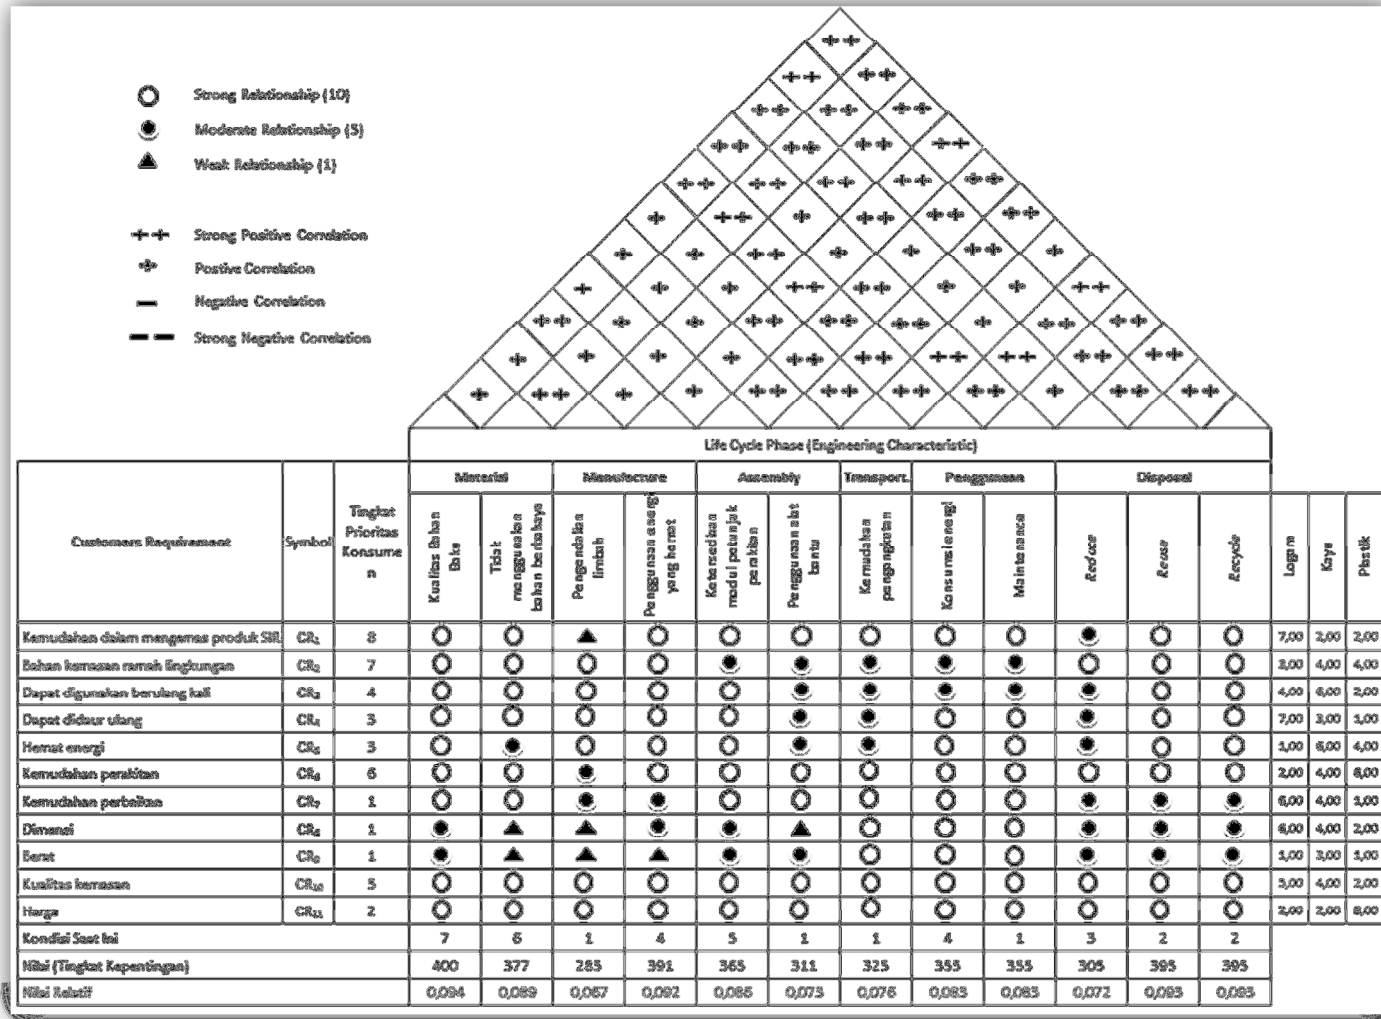 Strong Relationship (10)
Moderate Relationship (5)
Weak Relationship (1)
Strong Positive Correlation
Postive Correlation
Negative Correlation
Strong Negative Correlation
Life Cycle Phase (Engineering Characteristic)
Customers Requirement
Symbol
Tingkat
Prioritas
Konsume
n
Material
Manufacture
Assembly
Transport.
Penggunaan
Disposal
Kualitas Bahan
Baku
Tidak
menggunakan
bahan berbahaya
Pengendalian
limbah
Penggunaan energi
yang hemat
Ketersediaan
modul petunjuk
perakitan
Penggunaan alat
bantu
Kemudahan
pengangkutan
Konsumsi energi
Maintenance
Reduce
Reuse
Recycle
Logam
Kayu
Plastik
Kemudahan dalam mengemas produk SIR CR₁ 8 7,00 2,00 2,00
Bahan kemasan ramah lingkungan CR₂ 7 3,00 4,00 4,00
Dapat digunakan berulang kali CR₃ 4 4,00 6,00 2,00
Dapat didaur ulang CR₄ 3 7,00 3,00 1,00
Hemat energi CR₅ 3 1,00 6,00 4,00
Kemudahan perakitan CR₆ 6 2,00 4,00
Kemudahan perbaikan CR₇ 1 6,00 4,00 1,00
Dimensi CR₈ 1 6,00 4,00 2,00
Berat CR₉ 1 1,00 3,00 1,00
Kualitas kemasan CR₁₀ 5 4,00 2,00
Harga CR₁₁ 2 2,00 2,00 8,00
Kondisi Saat Ini 7 6 1 4 5 1 1 4 1 3 2 2
Nilai (Tingkat Kepentingan) 400 377 285 391 365 311 325 355 355 305 395 395
Nilai Relatif 0,094 0,089 0,067 0,092 0,086 0,073 0,076 0,083 0,083 0,072 0,093 0,093